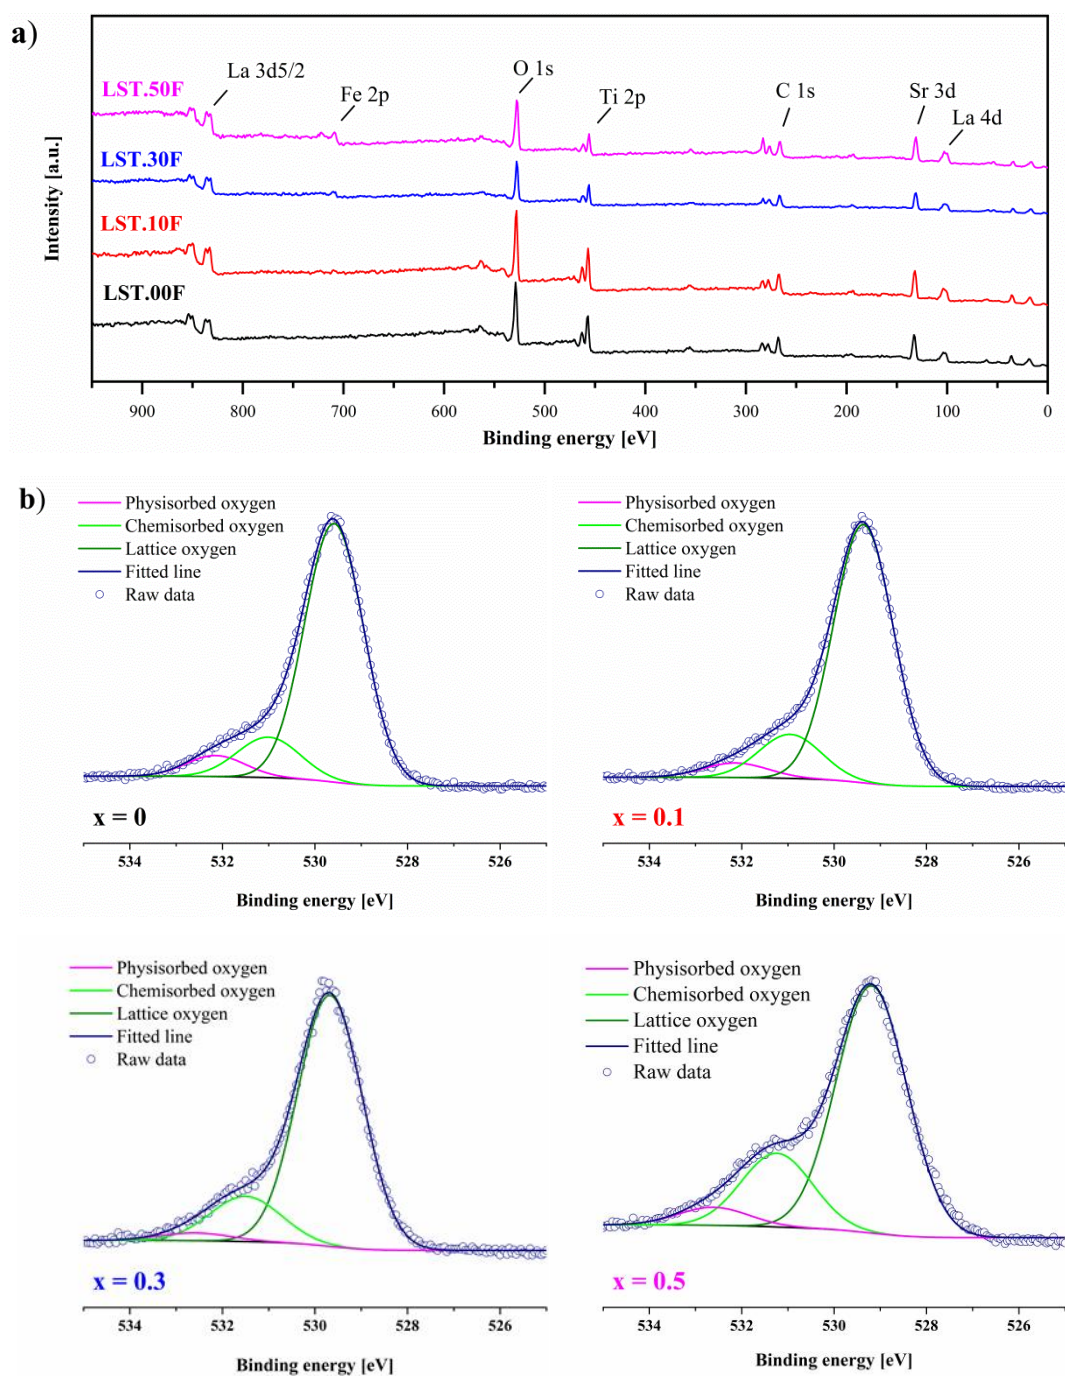 a)
LST.50F
La 3d5/2
Fe 2p
O 1s
Ti 2p
C 1s
Sr 3d
La 4d
LST.30F
LST.10F
LST.00F
Intensity [a.u.]
900 800 700 600 500 400 300 200 100 0
Binding energy [eV]
b)
Physisorbed oxygen
Chemisorbed oxygen
Lattice oxygen
Fitted line
Raw data
x = 0
534 532 530 528 526
Binding energy [eV]
Physisorbed oxygen
Chemisorbed oxygen
Lattice oxygen
Fitted line
Raw data
x = 0.1
534 532 530 528 526
Binding energy [eV]
Physisorbed oxygen
Chemisorbed oxygen
Lattice oxygen
Fitted line
Raw data
x = 0.3
534 532 530 528 526
Binding energy [eV]
Physisorbed oxygen
Chemisorbed oxygen
Lattice oxygen
Fitted line
Raw data
x = 0.5
534 532 530 528 526
Binding energy [eV]